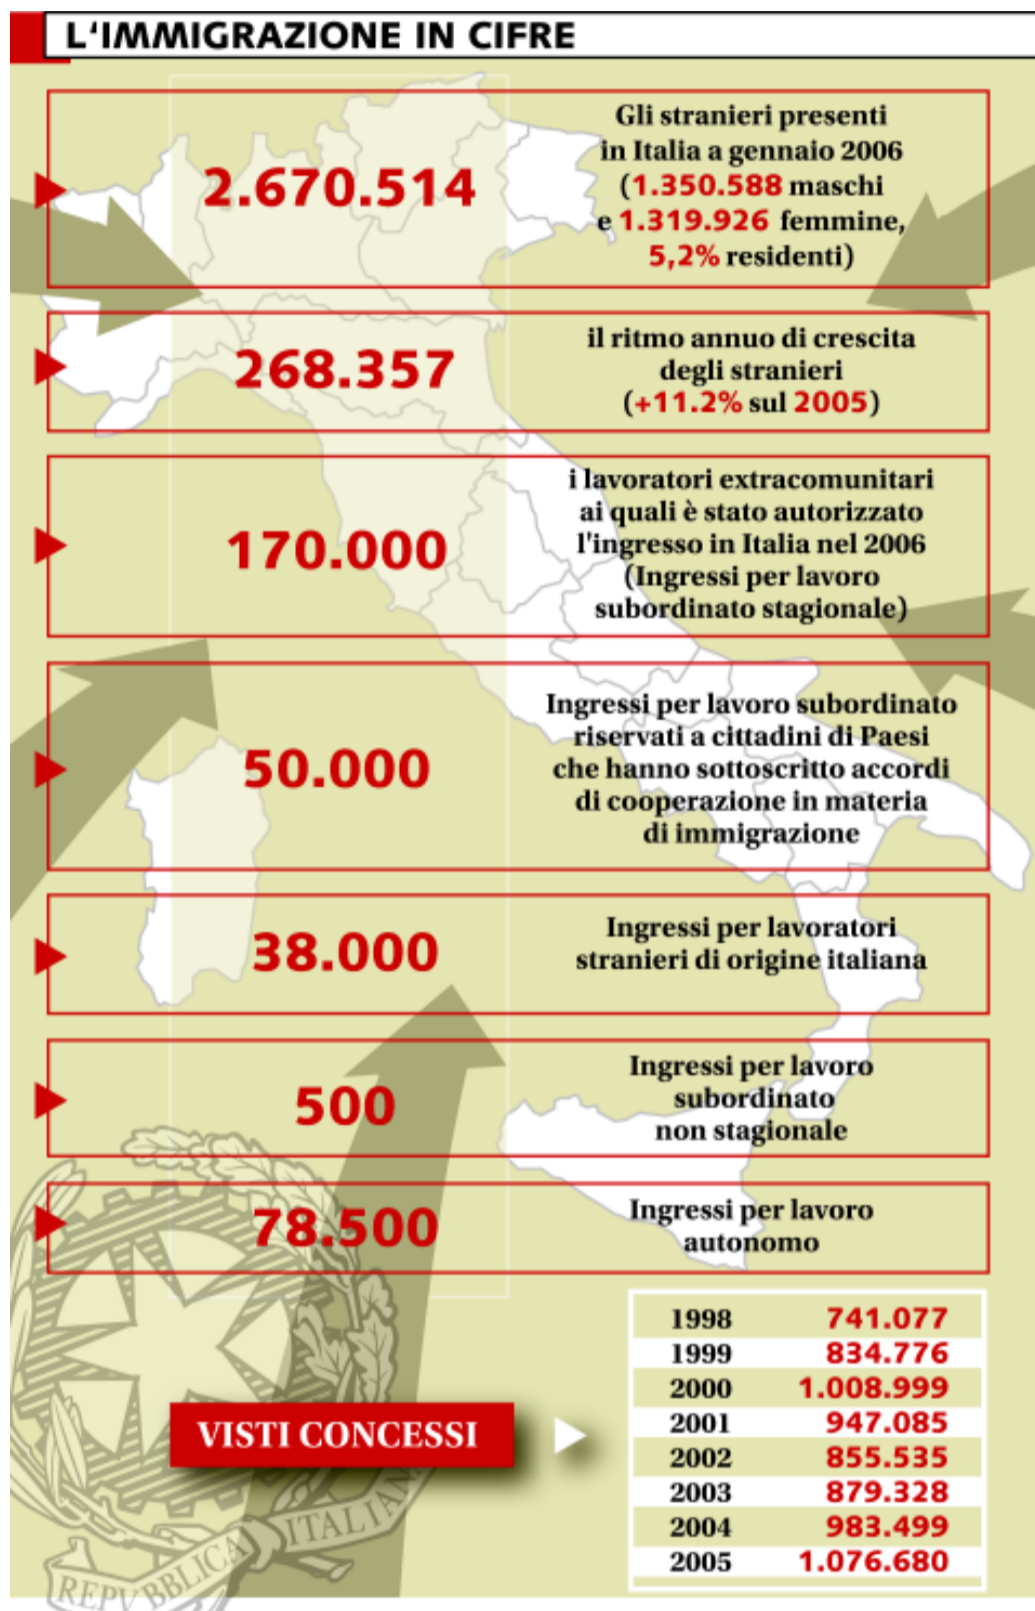 L'IMMIGRAZIONE IN CIFRE
2.670.514
Gli stranieri presenti
in Italia a gennaio 2006
(1.350.588 maschi
e 1.319.926 femmine,
5,2% residenti)
268.357
il ritmo annuo di crescita
degli stranieri
(+11.2% sul 2005)
170.000
i lavoratori extracomunitari
ai quali è stato autorizzato
l'ingresso in Italia nel 2006
(Ingressi per lavoro
subordinato stagionale)
50.000
Ingressi per lavoro subordinato
riservati a cittadini di Paesi
che hanno sottoscritto accordi
di cooperazione in materia
di immigrazione
38.000
Ingressi per lavoratori
stranieri di origine italiana
500
Ingressi per lavoro
subordinato
non stagionale
78.500
Ingressi per lavoro
autonomo
VISTI CONCESSI
1998 741.077
1999 834.776
2000 1.008.999
2001 947.085
2002 855.535
2003 879.328
2004 983.499
2005 1.076.680
REPVBBLICA ITALIANA